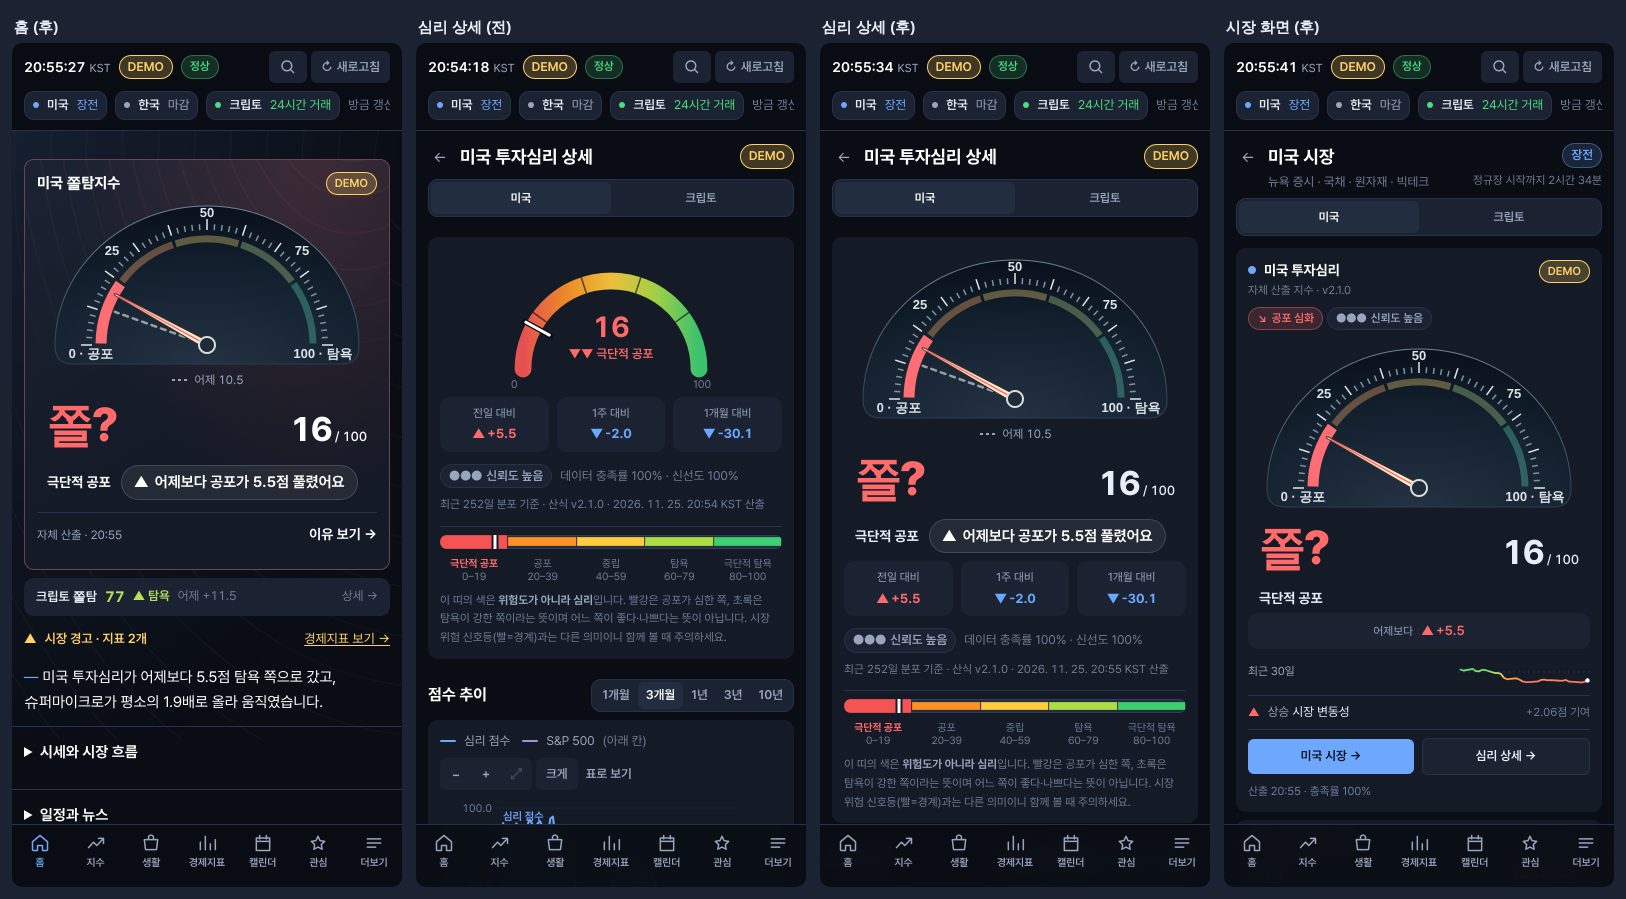 홈 (후)
20:55:27 KST DEMO 정상 ↻ 새로고침
미국 장전 한국 마감 크립토 24시간 거래 방금 갱신
미국 쫄탐지수 DEMO
50
25 75
0 · 공포 100 · 탐욕
어제 10.5
쫄? 16 / 100
극단적 공포 ▲ 어제보다 공포가 5.5점 풀렸어요
자체 산출 · 20:55 이유 보기 →
크립토 쫄탐 77 ▲ 탐욕 어제 +11.5 상세 →
▲ 시장 경고 · 지표 2개 경제지표 보기 →
— 미국 투자심리가 어제보다 5.5점 탐욕 쪽으로 갔고,
슈퍼마이크로가 평소의 1.9배로 올라 움직였습니다.
▶ 시세와 시장 흐름
▶ 일정과 뉴스
홈 지수 생활 경제지표 캘린더 관심 더보기
심리 상세 (전)
20:54:18 KST DEMO 정상 ↻ 새로고침
미국 장전 한국 마감 크립토 24시간 거래 방금 갱신
← 미국 투자심리 상세 DEMO
미국 크립토
16
▼▼ 극단적 공포
0 100
전일 대비 1주 대비 1개월 대비
▲ +5.5 ▼ -2.0 ▼ -30.1
●●● 신뢰도 높음 데이터 충족률 100% · 신선도 100%
최근 252일 분포 기준 · 산식 v2.1.0 · 2026. 11. 25. 20:54 KST 산출
극단적 공포 공포 중립 탐욕 극단적 탐욕
0–19 20–39 40–59 60–79 80–100
이 띠의 색은 위험도가 아니라 심리입니다. 빨강은 공포가 심한 쪽, 초록은
탐욕이 강한 쪽이라는 뜻이며 어느 쪽이 좋다·나쁘다는 뜻이 아닙니다. 시장
위험 신호등(빨=경계)과는 다른 의미이니 함께 볼 때 주의하세요.
점수 추이 1개월 3개월 1년 3년 10년
심리 점수 S&P 500 (아래 칸)
− + 크게 표로 보기
100.0 심리 점수
홈 지수 생활 경제지표 캘린더 관심 더보기
심리 상세 (후)
20:55:34 KST DEMO 정상 ↻ 새로고침
미국 장전 한국 마감 크립토 24시간 거래 방금 갱신
← 미국 투자심리 상세 DEMO
미국 크립토
50
25 75
0 · 공포 100 · 탐욕
어제 10.5
쫄? 16 / 100
극단적 공포 ▲ 어제보다 공포가 5.5점 풀렸어요
전일 대비 1주 대비 1개월 대비
▲ +5.5 ▼ -2.0 ▼ -30.1
●●● 신뢰도 높음 데이터 충족률 100% · 신선도 100%
최근 252일 분포 기준 · 산식 v2.1.0 · 2026. 11. 25. 20:55 KST 산출
극단적 공포 공포 중립 탐욕 극단적 탐욕
0–19 20–39 40–59 60–79 80–100
이 띠의 색은 위험도가 아니라 심리입니다. 빨강은 공포가 심한 쪽, 초록은
탐욕이 강한 쪽이라는 뜻이며 어느 쪽이 좋다·나쁘다는 뜻이 아닙니다. 시장
위험 신호등(빨=경계)과는 다른 의미이니 함께 볼 때 주의하세요.
홈 지수 생활 경제지표 캘린더 관심 더보기
시장 화면 (후)
20:55:41 KST DEMO 정상 ↻ 새로고침
미국 장전 한국 마감 크립토 24시간 거래 방금 갱신
← 미국 시장 장전
뉴욕 증시 · 국채 · 원자재 · 빅테크 정규장 시작까지 2시간 34분
미국 크립토
미국 투자심리 DEMO
자체 산출 지수 · v2.1.0
↘ 공포 심화 ●●● 신뢰도 높음
50
25 75
0 · 공포 100 · 탐욕
쫄? 16 / 100
극단적 공포
어제보다 ▲ +5.5
최근 30일
▲ 상승 시장 변동성 +2.06점 기여
미국 시장 → 심리 상세 →
산출 20:55 · 충족률 100%
홈 지수 생활 경제지표 캘린더 관심 더보기